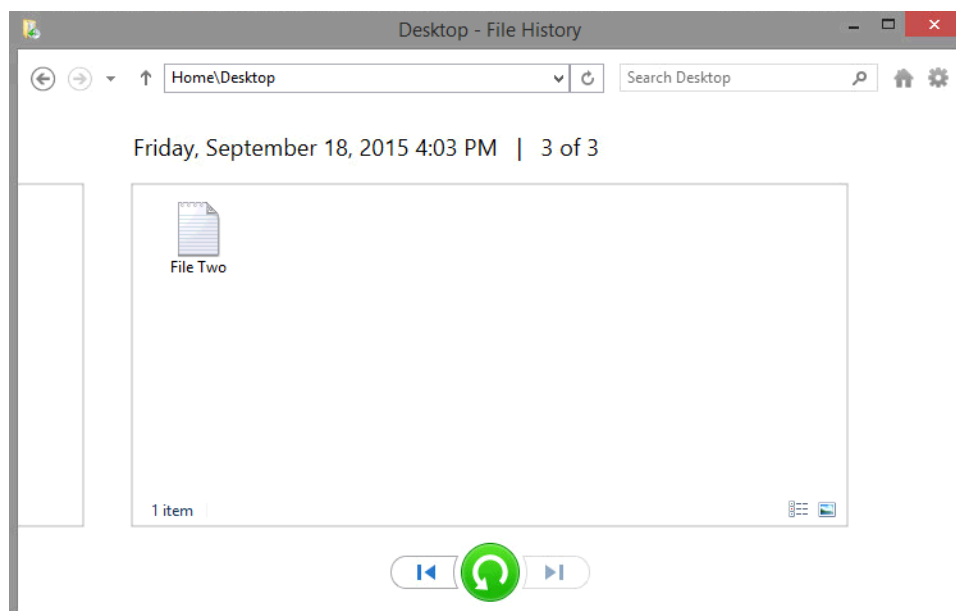 Desktop - File History
Home\Desktop
Search Desktop
Friday, September 18, 2015 4:03 PM | 3 of 3
File Two
1 item